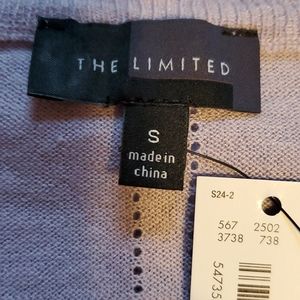 THE LIMITED
S
made in
china
S24-2
567 2502
3738 738
54735